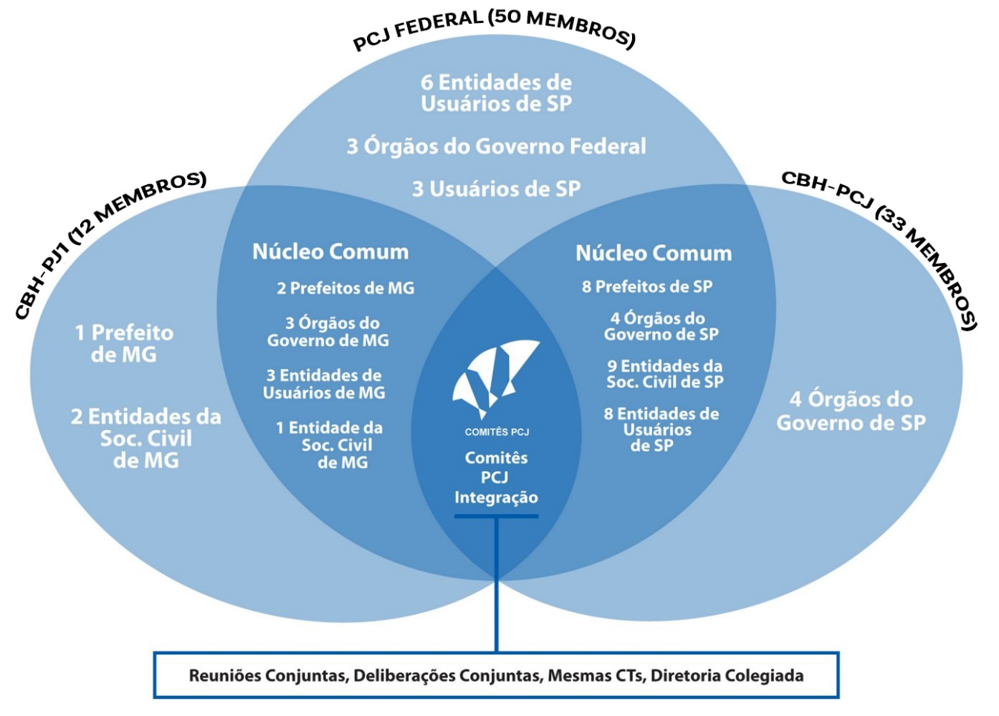 PCJ FEDERAL (50 MEMBROS)
6 Entidades de
Usuários de SP
3 Órgãos do Governo Federal
3 Usuários de SP
CBH-PJ1 (12 MEMBROS)
1 Prefeito
de MG
2 Entidades da
Soc. Civil
de MG
Núcleo Comum
2 Prefeitos de MG
3 Órgãos do
Governo de MG
3 Entidades de
Usuários de MG
1 Entidade da
Soc. Civil
de MG
COMITÊS PCJ
Comitês
PCJ
Integração
Núcleo Comum
8 Prefeitos de SP
4 Órgãos do
Governo de SP
9 Entidades da
Soc. Civil de SP
8 Entidades de
Usuários
de SP
CBH-PCJ (33 MEMBROS)
4 Órgãos do
Governo de SP
Reuniões Conjuntas, Deliberações Conjuntas, Mesmas CTs, Diretoria Colegiada